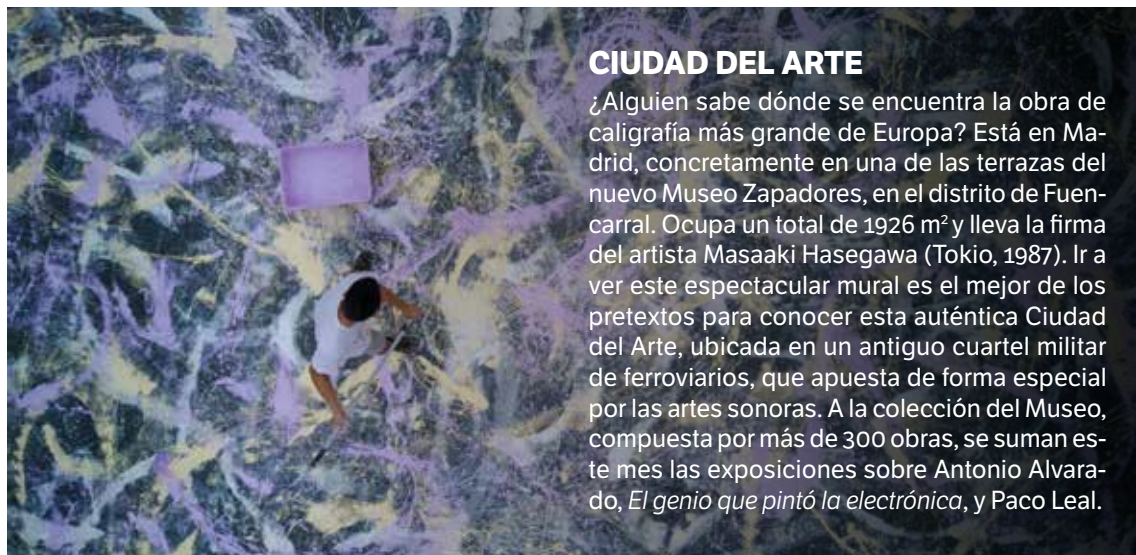 CIUDAD DEL ARTE
¿Alguien sabe dónde se encuentra la obra de
caligrafía más grande de Europa? Está en Ma-
drid, concretamente en una de las terrazas del
nuevo Museo Zapadores, en el distrito de Fuen-
carral. Ocupa un total de 1926 m² y lleva la firma
del artista Masaaki Hasegawa (Tokio, 1987). Ir a
ver este espectacular mural es el mejor de los
pretextos para conocer esta auténtica Ciudad
del Arte, ubicada en un antiguo cuartel militar
de ferroviarios, que apuesta de forma especial
por las artes sonoras. A la colección del Museo,
compuesta por más de 300 obras, se suman es-
te mes las exposiciones sobre Antonio Alvara-
do, El genio que pintó la electrónica, y Paco Leal.